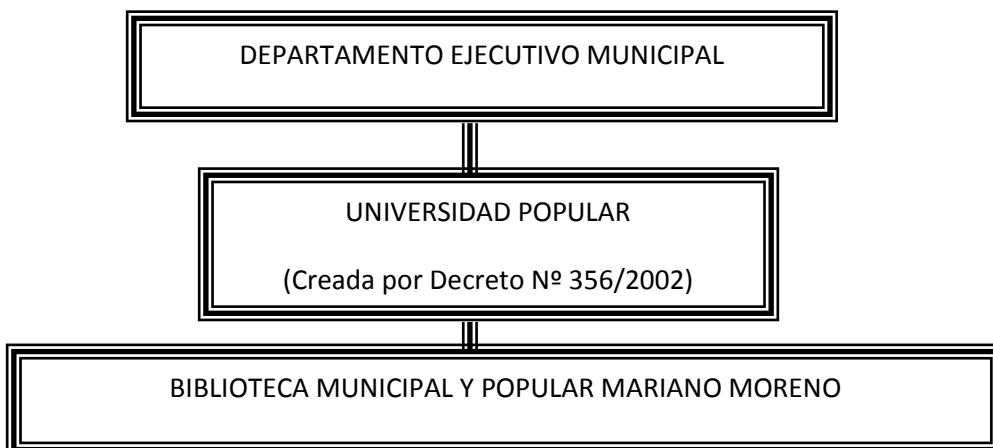 DEPARTAMENTO EJECUTIVO MUNICIPAL
UNIVERSIDAD POPULAR
(Creada por Decreto Nº 356/2002)
BIBLIOTECA MUNICIPAL Y POPULAR MARIANO MORENO